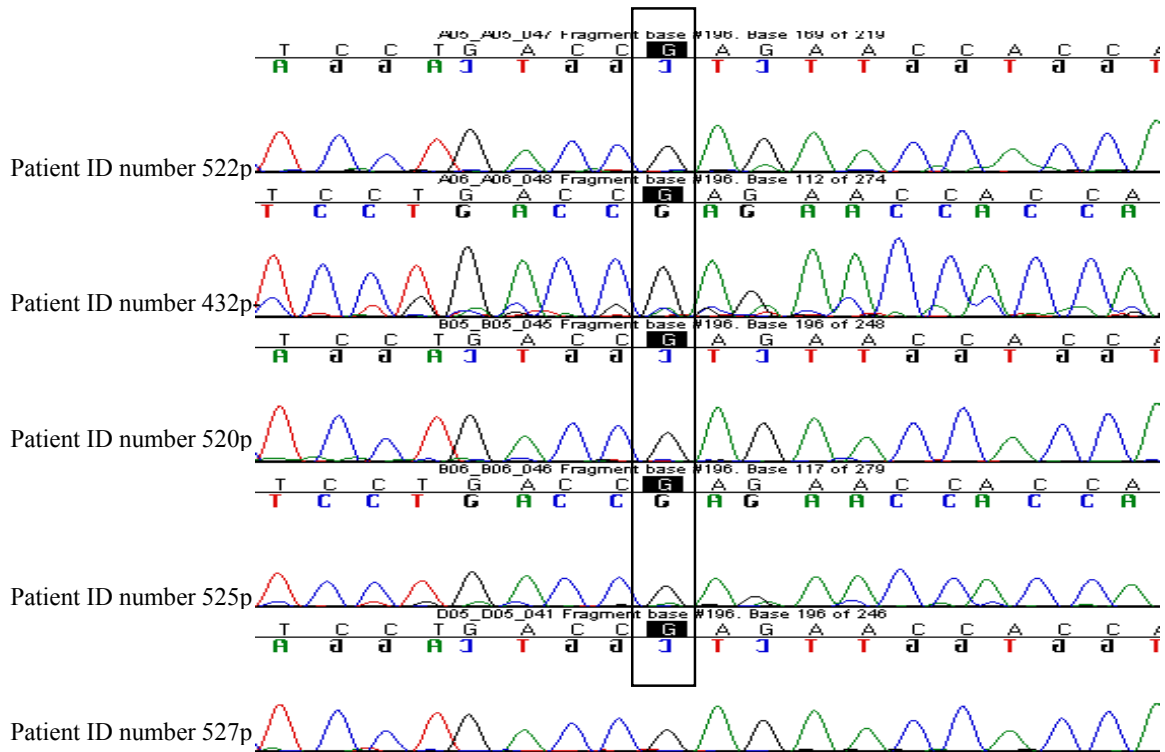 A05_A05_047 Fragment base #196. Base 169 of 219
T C C T G A C C G A G A A C C A C C A
A G G A C T G G C T C T T G G T G G T
Patient ID number 522p
A06_A06_048 Fragment base #196. Base 112 of 274
T C C T G A C C G A G A A C C A C C A
T C C T G A C C G A G A A C C A C C A
Patient ID number 432p-
B05_B05_045 Fragment base #196. Base 196 of 248
T C C T G A C C G A G A A C C A C C A
A G G A C T G G C T C T T G G T G G T
Patient ID number 520p
B06_B06_046 Fragment base #196. Base 117 of 279
T C C T G A C C G A G A A C C A C C A
T C C T G A C C G A G A A C C A C C A
Patient ID number 525p
D05_D05_041 Fragment base #196. Base 196 of 246
T C C T G A C C G A G A A C C A C C A
A G G A C T G G C T C T T G G T G G T
Patient ID number 527p